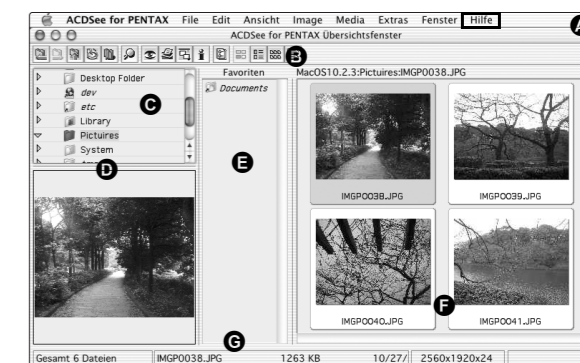 ACDSee for PENTAX File Edit Ansicht Image Media Extras Fenster Hilfe
A
ACDSee for PENTAX Übersichtsfenster
B
Favoriten
MacOS10.2.3:Pictures:IMGP0038.JPG
Desktop Folder
dev
etc
Library
Pictuires
System
C
D
Documents
E
IMGP0038.JPG
IMGP0039.JPG
IMGP0040.JPG
IMGP0041.JPG
F
G
Gesamt 6 Dateien IMGP0038.JPG 1263 KB 10/27/ 2560x1920x24